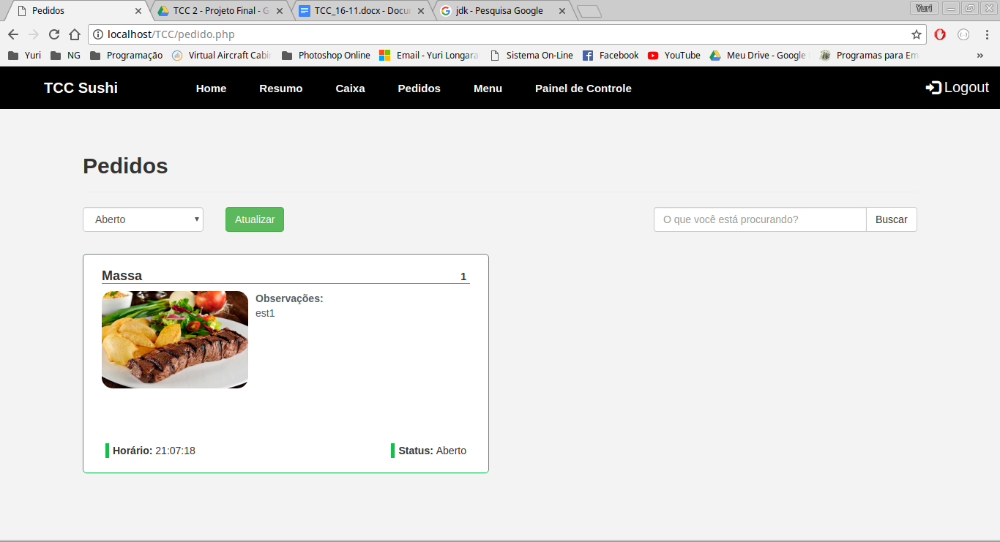 Pedidos
TCC 2 - Projeto Final - G
TCC_16-11.docx - Docum
jdk - Pesquisa Google
Yuri
localhost/TCC/pedido.php
Yuri
NG
Programação
Virtual Aircraft Cabin
Photoshop Online
Email - Yuri Longara
Sistema On-Line
Facebook
YouTube
Meu Drive - Google
Programas para Em
»
TCC Sushi
Home
Resumo
Caixa
Pedidos
Menu
Painel de Controle
Logout
Pedidos
Aberto
Atualizar
O que você está procurando?
Buscar
Massa
1
Observações:
est1
Horário: 21:07:18
Status: Aberto